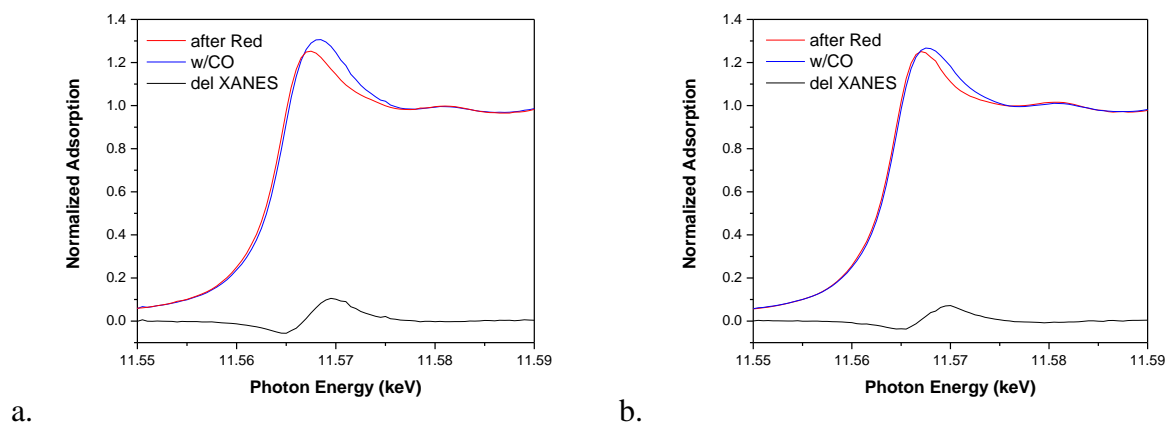 1.4
1.2
1.0
0.8
0.6
0.4
0.2
0.0
Normalized Adsorption
after Red
w/CO
del XANES
11.55 11.56 11.57 11.58 11.59
Photon Energy (keV)
a.
1.4
1.2
1.0
0.8
0.6
0.4
0.2
0.0
Normalized Adsorption
after Red
w/CO
del XANES
11.55 11.56 11.57 11.58 11.59
Photon Energy (keV)
b.